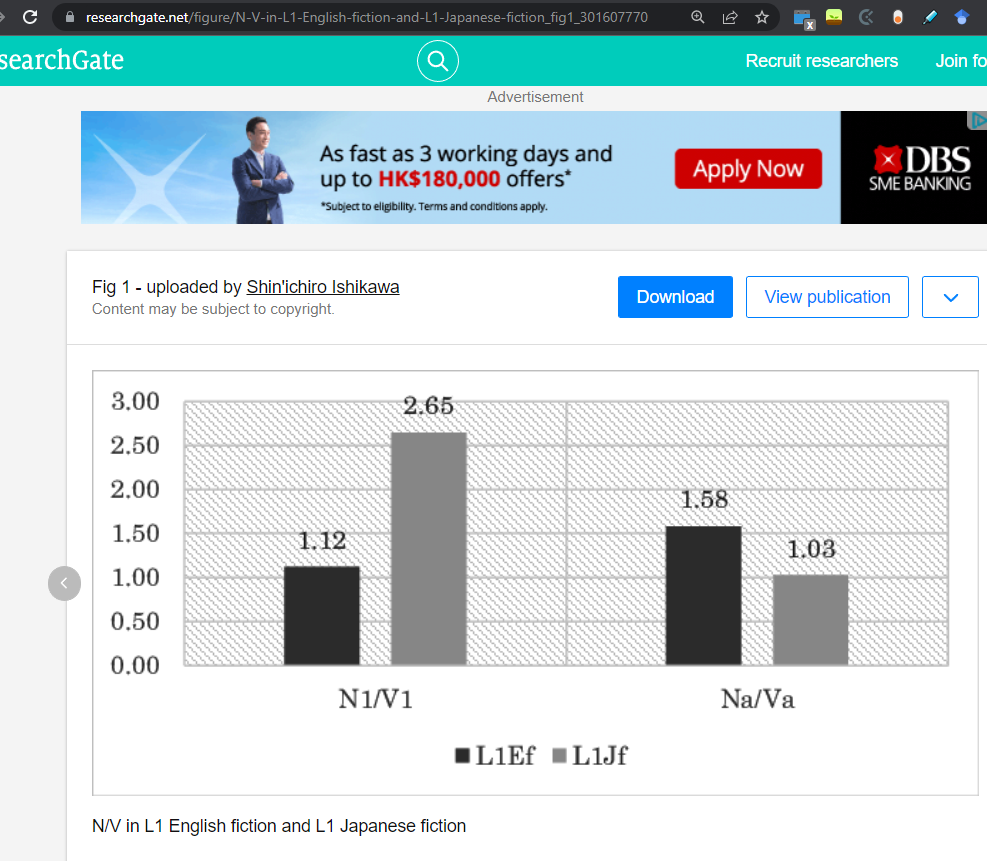 researchgate.net/figure/N-V-in-L1-English-fiction-and-L1-Japanese-fiction_fig1_301607770
x
searchGate
Recruit researchers
Join fo
Advertisement
As fast as 3 working days and
up to HK$180,000 offers*
*Subject to eligibility. Terms and conditions apply.
Apply Now
DBS
SME BANKING
Fig 1 - uploaded by Shin'ichiro Ishikawa
Content may be subject to copyright.
Download
View publication
3.00
2.50
2.00
1.50
1.00
0.50
0.00
1.12
2.65
1.58
1.03
N1/V1
Na/Va
L1Ef
L1Jf
N/V in L1 English fiction and L1 Japanese fiction